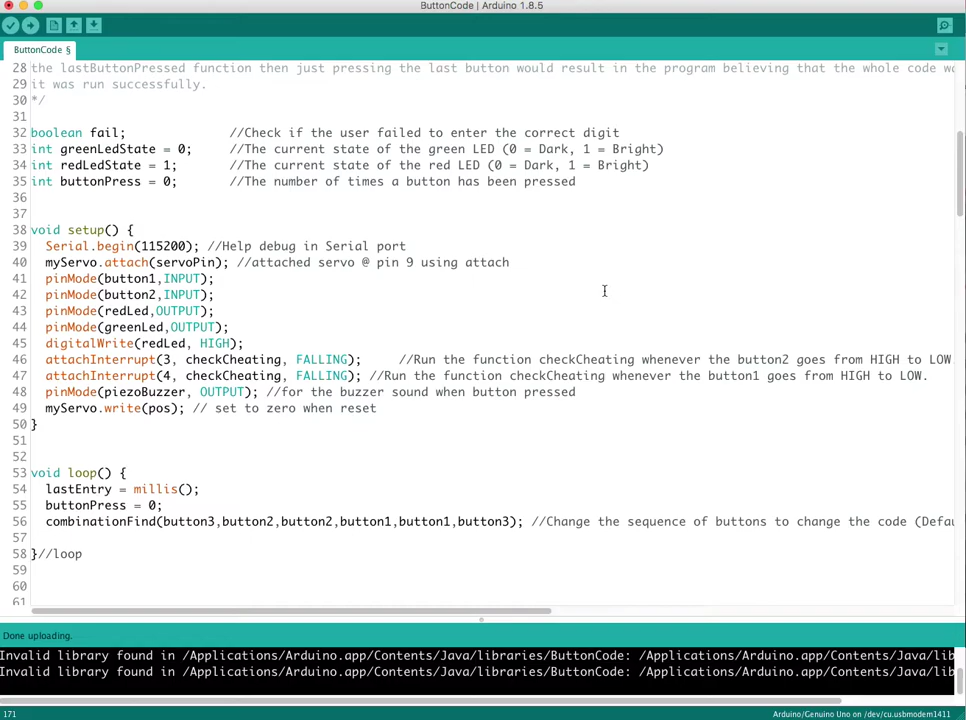 ButtonCode | Arduino 1.8.5
ButtonCode §
28 the lastButtonPressed function then just pressing the last button would result in the program believing that the whole code
29 it was run successfully.
30 */
31
32 boolean fail; //Check if the user failed to enter the correct digit
33 int greenLedState = 0; //The current state of the green LED (0 = Dark, 1 = Bright)
34 int redLedState = 1; //The current state of the red LED (0 = Dark, 1 = Bright)
35 int buttonPress = 0; //The number of times a button has been pressed
36
37
38 void setup() {
39 Serial.begin(115200); //Help debug in Serial port
40 myServo.attach(servoPin); //attached servo @ pin 9 using attach
41 pinMode(button1,INPUT);
42 pinMode(button2,INPUT);
43 pinMode(redLed,OUTPUT);
44 pinMode(greenLed,OUTPUT);
45 digitalWrite(redLed, HIGH);
46 attachInterrupt(3, checkCheating, FALLING); //Run the function checkCheating whenever the button2 goes from HIGH to LOW
47 attachInterrupt(4, checkCheating, FALLING); //Run the function checkCheating whenever the button1 goes from HIGH to LOW.
48 pinMode(piezoBuzzer, OUTPUT); //for the buzzer sound when button pressed
49 myServo.write(pos); // set to zero when reset
50 }
51
52
53 void loop() {
54 lastEntry = millis();
55 buttonPress = 0;
56 combinationFind(button3,button2,button2,button1,button1,button3); //Change the sequence of buttons to change the code (Defa
57
58 }//loop
59
60
61
Done uploading.
Invalid library found in /Applications/Arduino.app/Contents/Java/libraries/ButtonCode: /Applications/Arduino.app/Contents/Java/lib
Invalid library found in /Applications/Arduino.app/Contents/Java/libraries/ButtonCode: /Applications/Arduino.app/Contents/Java/lib
171 Arduino/Genuino Uno on /dev/cu.usbmodem1411